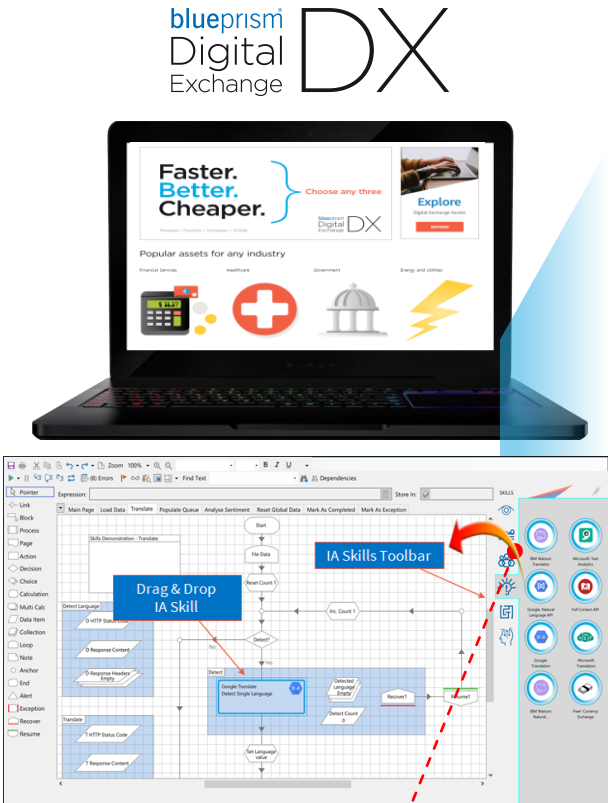 blueprism®
Digital
Exchange
DX
Faster.
Better.
Cheaper.
Choose any three
Processes | Functions | Connectors | AI Skills
blueprism
Digital
Exchange
DX
Explore
Digital Exchange Assets
Popular assets for any industry
Financial Services
Healthcare
Government
Energy and Utilities
Zoom 100%
B I U
(8) Errors
Find Text
Dependencies
Pointer
Expression:
Store In:
SKILLS
Link
Block
Process
Page
Action
Decision
Choice
Calculation
Multi Calc
Data Item
Collection
Loop
Note
Anchor
End
Alert
Exception
Recover
Resume
Main Page
Load Data
Translate
Populate Queue
Analyse Sentiment
Reset Global Data
Mark As Completed
Mark As Exception
Start
Skills Demonstration - Translate
File Data
Reset Count 1
IA Skills Toolbar
Drag & Drop
IA Skill
Inc. Count 1
Detect Language
D HTTP Status Code
D Response Content
D Response Headers
Empty
Detect?
No
Yes
Detect
Google Translate
Detect Single Language
Detected
Language
Empty
Detect Count
0
Recover1
Resume1
Translate
T HTTP Status Code
T Response Content
Set Language
value
IBM Watson
Translator
Microsoft Text
Analytics
Google: Natural
Language API
Full Contact API
Google
Translation
Microsoft
Translation
IBM Watson
Natural...
Fixer Currency
Exchange